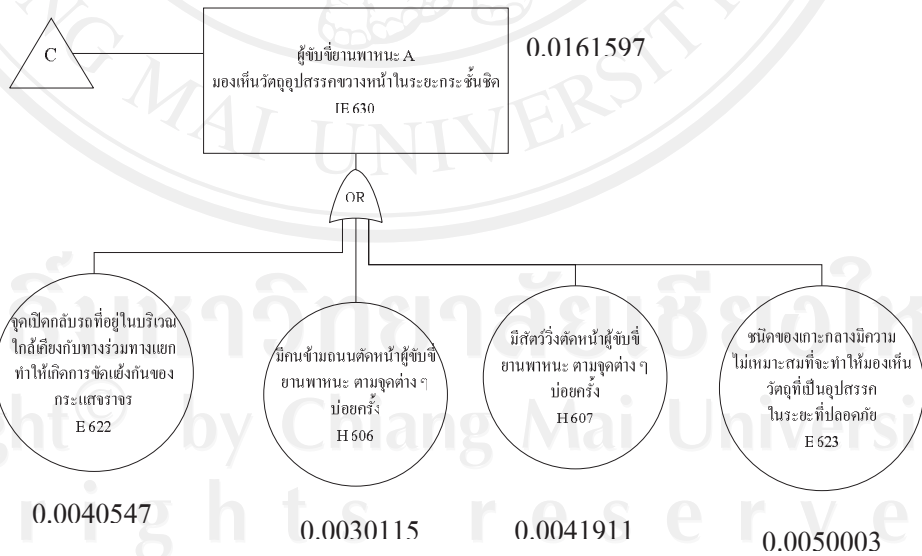 C
ผู้ขับขี่ยานพาหนะ A
มองเห็นวัตถุอุปสรรคขวางหน้าในระยะกระชั้นชิด
IE 630
0.0161597
OR
จุดเปิดกลับรถที่อยู่ในบริเวณ
ใกล้เคียงกับทางร่วมทางแยก
ทำให้เกิดการขัดแย้งกันของ
กระแสจราจร
E 622
0.0040547
มีคนข้ามถนนตัดหน้าผู้ขับขี่
ยานพาหนะ ตามจุดต่าง ๆ
บ่อยครั้ง
H 606
0.0030115
มีสัตว์วิ่งตัดหน้าผู้ขับขี่
ยานพาหนะ ตามจุดต่าง ๆ
บ่อยครั้ง
H 607
0.0041911
ชนิดของเกาะกลางมีความ
ไม่เหมาะสมที่จะทำให้มองเห็น
วัตถุที่เป็นอุปสรรค
ในระยะที่ปลอดภัย
E 623
0.0050003
MAI UNIVERSITY
by Chiang Mai Universi
rights reserve